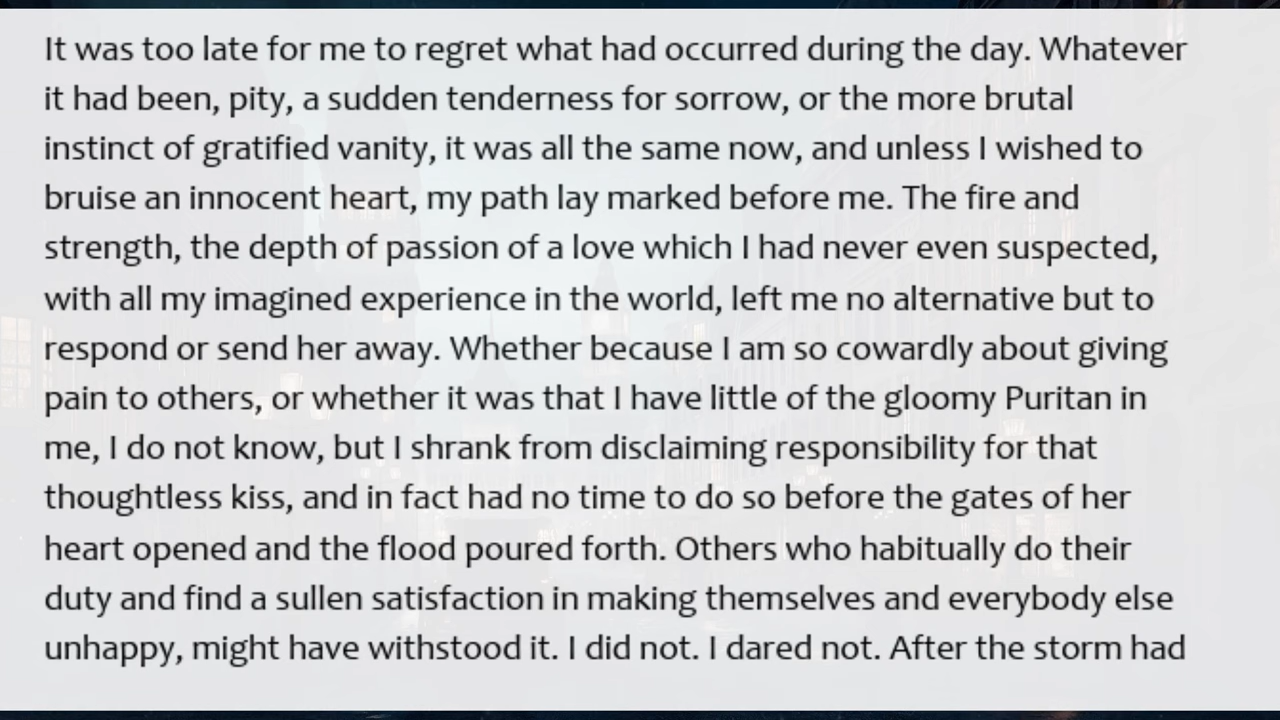 It was too late for me to regret what had occurred during the day. Whatever
it had been, pity, a sudden tenderness for sorrow, or the more brutal
instinct of gratified vanity, it was all the same now, and unless I wished to
bruise an innocent heart, my path lay marked before me. The fire and
strength, the depth of passion of a love which I had never even suspected,
with all my imagined experience in the world, left me no alternative but to
respond or send her away. Whether because I am so cowardly about giving
pain to others, or whether it was that I have little of the gloomy Puritan in
me, I do not know, but I shrank from disclaiming responsibility for that
thoughtless kiss, and in fact had no time to do so before the gates of her
heart opened and the flood poured forth. Others who habitually do their
duty and find a sullen satisfaction in making themselves and everybody else
unhappy, might have withstood it. I did not. I dared not. After the storm had